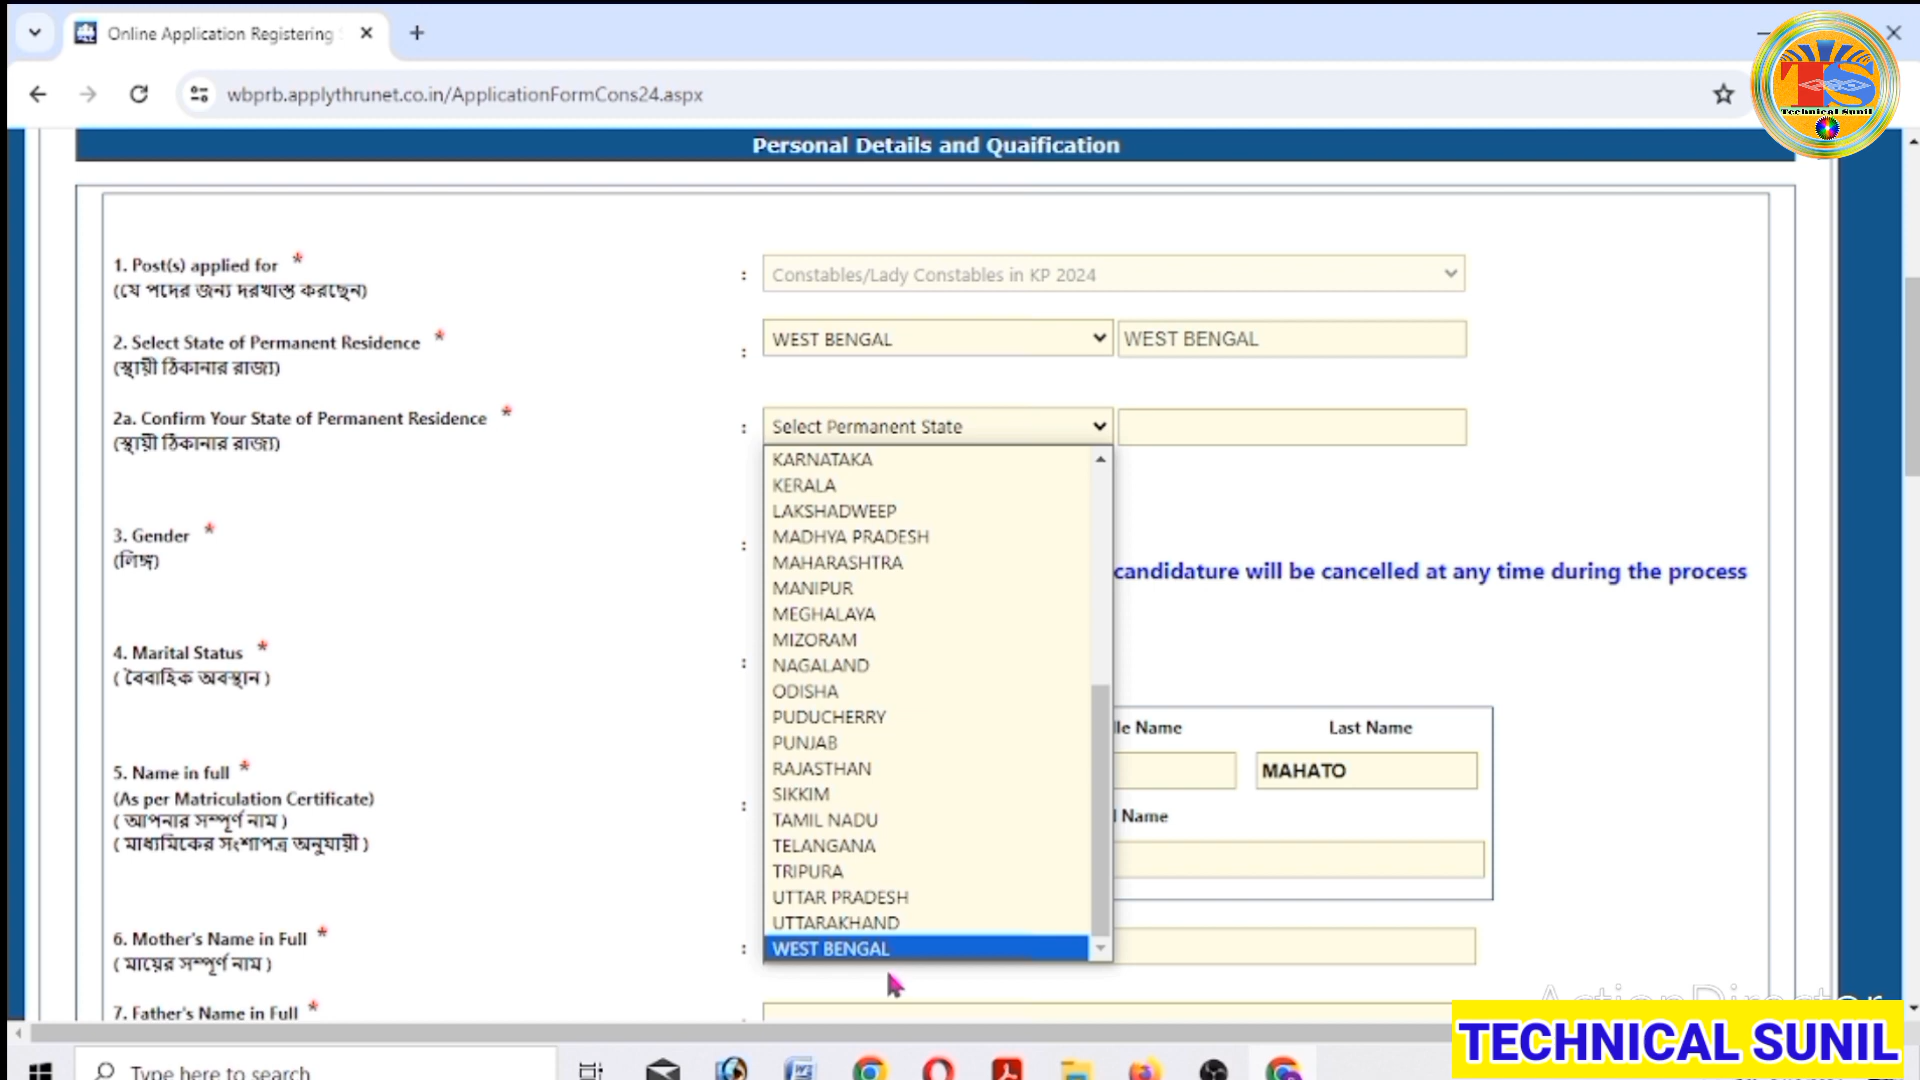 Online Application Registering
wbprb.applythrunet.co.in/ApplicationFormCons24.aspx
TS
Technical Sunil
Personal Details and Quaification
1. Post(s) applied for *
(যে পদের জন্য দরখাস্ত করছেন)
: Constables/Lady Constables in KP 2024
2. Select State of Permanent Residence *
(স্থায়ী ঠিকানার রাজ্য)
: WEST BENGAL WEST BENGAL
2a. Confirm Your State of Permanent Residence *
(স্থায়ী ঠিকানার রাজ্য)
: Select Permanent State
KARNATAKA
KERALA
LAKSHADWEEP
MADHYA PRADESH
MAHARASHTRA
MANIPUR
MEGHALAYA
MIZORAM
NAGALAND
ODISHA
PUDUCHERRY
PUNJAB
RAJASTHAN
SIKKIM
TAMIL NADU
TELANGANA
TRIPURA
UTTAR PRADESH
UTTARAKHAND
WEST BENGAL
3. Gender *
(লিঙ্গ)
:
candidature will be cancelled at any time during the process
4. Marital Status *
( বৈবাহিক অবস্থান )
:
5. Name in full *
(As per Matriculation Certificate)
( আপনার সম্পূর্ণ নাম )
( মাধ্যমিকের সংশাপত্র অনুযায়ী )
:
le Name Last Name
MAHATO
l Name
6. Mother's Name in Full *
( মায়ের সম্পূর্ণ নাম )
:
7. Father's Name in Full *
TECHNICAL SUNIL
Type here to search